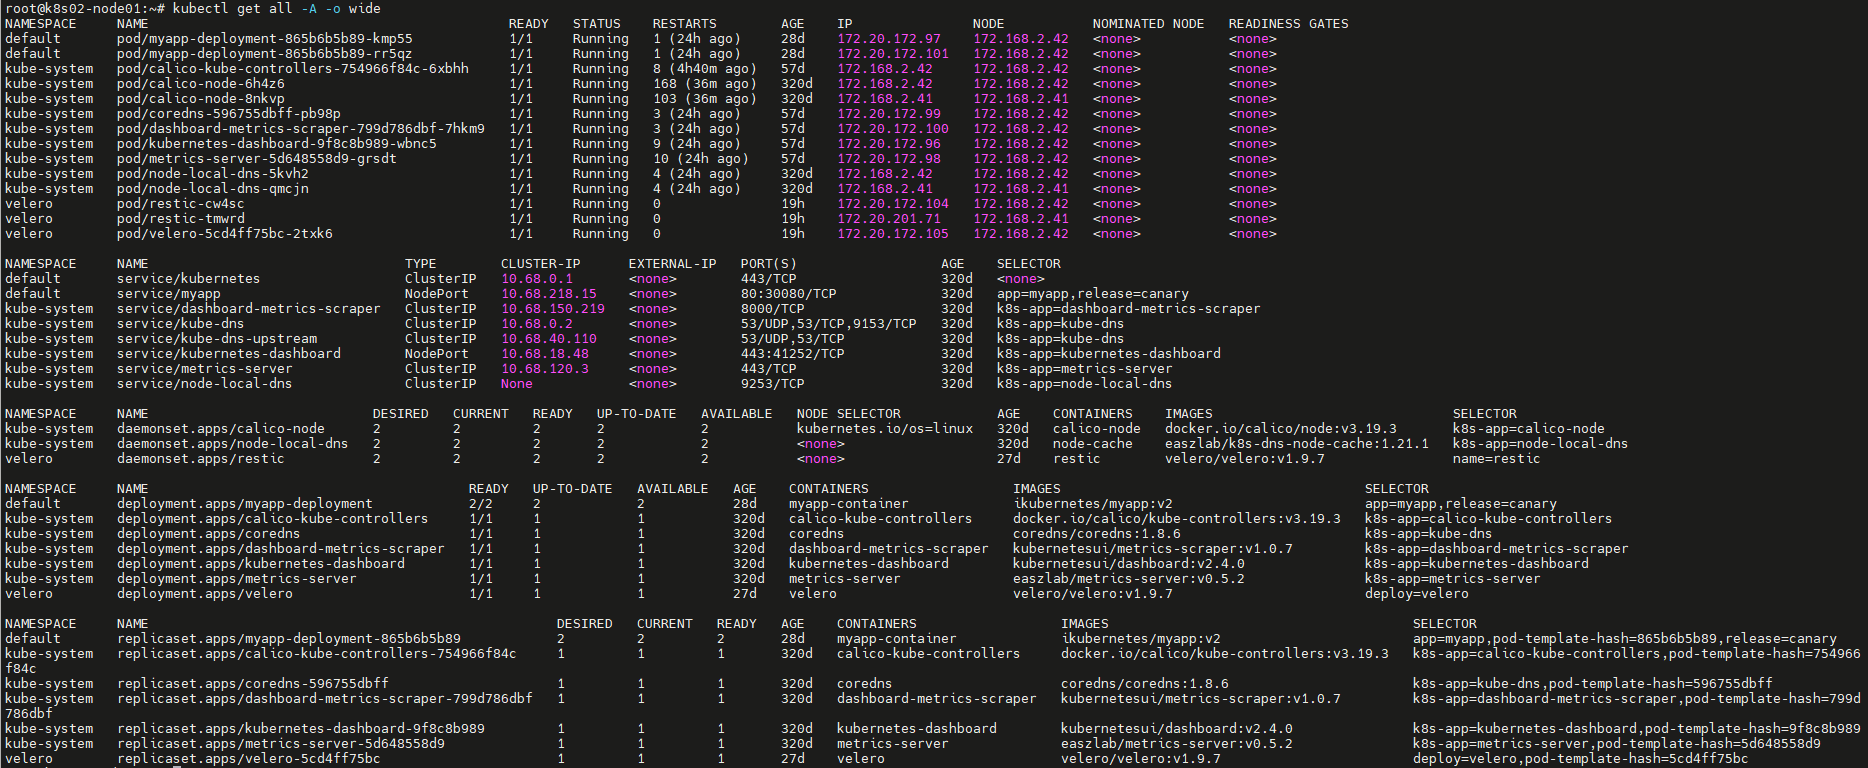 root@k8s02-node01:~# kubectl get all -A -o wide
NAMESPACE NAME READY STATUS RESTARTS AGE IP NODE NOMINATED NODE READINESS GATES
default pod/myapp-deployment-865b6b5b89-kmp55 1/1 Running 1 (24h ago) 28d 172.20.172.97 172.168.2.42 <none> <none>
default pod/myapp-deployment-865b6b5b89-rr5qz 1/1 Running 1 (24h ago) 28d 172.20.172.101 172.168.2.42 <none> <none>
kube-system pod/calico-kube-controllers-754966f84c-6xbhh 1/1 Running 8 (4h40m ago) 57d 172.168.2.42 172.168.2.42 <none> <none>
kube-system pod/calico-node-6h4z6 1/1 Running 168 (36m ago) 320d 172.168.2.42 172.168.2.42 <none> <none>
kube-system pod/calico-node-8nkvp 1/1 Running 103 (36m ago) 320d 172.168.2.41 172.168.2.41 <none> <none>
kube-system pod/coredns-596755dbff-pb98p 1/1 Running 3 (24h ago) 57d 172.20.172.99 172.168.2.42 <none> <none>
kube-system pod/dashboard-metrics-scraper-799d786dbf-7hkm9 1/1 Running 3 (24h ago) 57d 172.20.172.100 172.168.2.42 <none> <none>
kube-system pod/kubernetes-dashboard-9f8c8b989-wbnc5 1/1 Running 9 (24h ago) 57d 172.20.172.96 172.168.2.42 <none> <none>
kube-system pod/metrics-server-5d648558d9-grsdt 1/1 Running 10 (24h ago) 57d 172.20.172.98 172.168.2.42 <none> <none>
kube-system pod/node-local-dns-5kvh2 1/1 Running 4 (24h ago) 320d 172.168.2.42 172.168.2.42 <none> <none>
kube-system pod/node-local-dns-qmcjn 1/1 Running 4 (24h ago) 320d 172.168.2.41 172.168.2.41 <none> <none>
velero pod/restic-cw4sc 1/1 Running 0 19h 172.20.172.104 172.168.2.42 <none> <none>
velero pod/restic-tmwrd 1/1 Running 0 19h 172.20.201.71 172.168.2.41 <none> <none>
velero pod/velero-5cd4ff75bc-2txk6 1/1 Running 0 19h 172.20.172.105 172.168.2.42 <none> <none>
NAMESPACE NAME TYPE CLUSTER-IP EXTERNAL-IP PORT(S) AGE SELECTOR
default service/kubernetes ClusterIP 10.68.0.1 <none> 443/TCP 320d <none>
default service/myapp NodePort 10.68.218.15 <none> 80:30080/TCP 320d app=myapp,release=canary
kube-system service/dashboard-metrics-scraper ClusterIP 10.68.150.219 <none> 8000/TCP 320d k8s-app=dashboard-metrics-scraper
kube-system service/kube-dns ClusterIP 10.68.0.2 <none> 53/UDP,53/TCP,9153/TCP 320d k8s-app=kube-dns
kube-system service/kube-dns-upstream ClusterIP 10.68.40.110 <none> 53/UDP,53/TCP 320d k8s-app=kube-dns
kube-system service/kubernetes-dashboard NodePort 10.68.18.48 <none> 443:41252/TCP 320d k8s-app=kubernetes-dashboard
kube-system service/metrics-server ClusterIP 10.68.120.3 <none> 443/TCP 320d k8s-app=metrics-server
kube-system service/node-local-dns ClusterIP None <none> 9253/TCP 320d k8s-app=node-local-dns
NAMESPACE NAME DESIRED CURRENT READY UP-TO-DATE AVAILABLE NODE SELECTOR AGE CONTAINERS IMAGES SELECTOR
kube-system daemonset.apps/calico-node 2 2 2 2 2 kubernetes.io/os=linux 320d calico-node docker.io/calico/node:v3.19.3 k8s-app=calico-node
kube-system daemonset.apps/node-local-dns 2 2 2 2 2 <none> 320d node-cache easzlab/k8s-dns-node-cache:1.21.1 k8s-app=node-local-dns
velero daemonset.apps/restic 2 2 2 2 2 <none> 27d restic velero/velero:v1.9.7 name=restic
NAMESPACE NAME READY UP-TO-DATE AVAILABLE AGE CONTAINERS IMAGES SELECTOR
default deployment.apps/myapp-deployment 2/2 2 2 28d myapp-container ikubernetes/myapp:v2 app=myapp,release=canary
kube-system deployment.apps/calico-kube-controllers 1/1 1 1 320d calico-kube-controllers docker.io/calico/kube-controllers:v3.19.3 k8s-app=calico-kube-controllers
kube-system deployment.apps/coredns 1/1 1 1 320d coredns coredns/coredns:1.8.6 k8s-app=kube-dns
kube-system deployment.apps/dashboard-metrics-scraper 1/1 1 1 320d dashboard-metrics-scraper kubernetesui/metrics-scraper:v1.0.7 k8s-app=dashboard-metrics-scraper
kube-system deployment.apps/kubernetes-dashboard 1/1 1 1 320d kubernetes-dashboard kubernetesui/dashboard:v2.4.0 k8s-app=kubernetes-dashboard
kube-system deployment.apps/metrics-server 1/1 1 1 320d metrics-server easzlab/metrics-server:v0.5.2 k8s-app=metrics-server
velero deployment.apps/velero 1/1 1 1 27d velero velero/velero:v1.9.7 deploy=velero
NAMESPACE NAME DESIRED CURRENT READY AGE CONTAINERS IMAGES SELECTOR
default replicaset.apps/myapp-deployment-865b6b5b89 2 2 2 28d myapp-container ikubernetes/myapp:v2 app=myapp,pod-template-hash=865b6b5b89,release=canary
kube-system replicaset.apps/calico-kube-controllers-754966f84c 1 1 1 320d calico-kube-controllers docker.io/calico/kube-controllers:v3.19.3 k8s-app=calico-kube-controllers,pod-template-hash=754966
f84c
kube-system replicaset.apps/coredns-596755dbff 1 1 1 320d coredns coredns/coredns:1.8.6 k8s-app=kube-dns,pod-template-hash=596755dbff
kube-system replicaset.apps/dashboard-metrics-scraper-799d786dbf 1 1 1 320d dashboard-metrics-scraper kubernetesui/metrics-scraper:v1.0.7 k8s-app=dashboard-metrics-scraper,pod-template-hash=799d
786dbf
kube-system replicaset.apps/kubernetes-dashboard-9f8c8b989 1 1 1 320d kubernetes-dashboard kubernetesui/dashboard:v2.4.0 k8s-app=kubernetes-dashboard,pod-template-hash=9f8c8b989
kube-system replicaset.apps/metrics-server-5d648558d9 1 1 1 320d metrics-server easzlab/metrics-server:v0.5.2 k8s-app=metrics-server,pod-template-hash=5d648558d9
velero replicaset.apps/velero-5cd4ff75bc 1 1 1 27d velero velero/velero:v1.9.7 deploy=velero,pod-template-hash=5cd4ff75bc